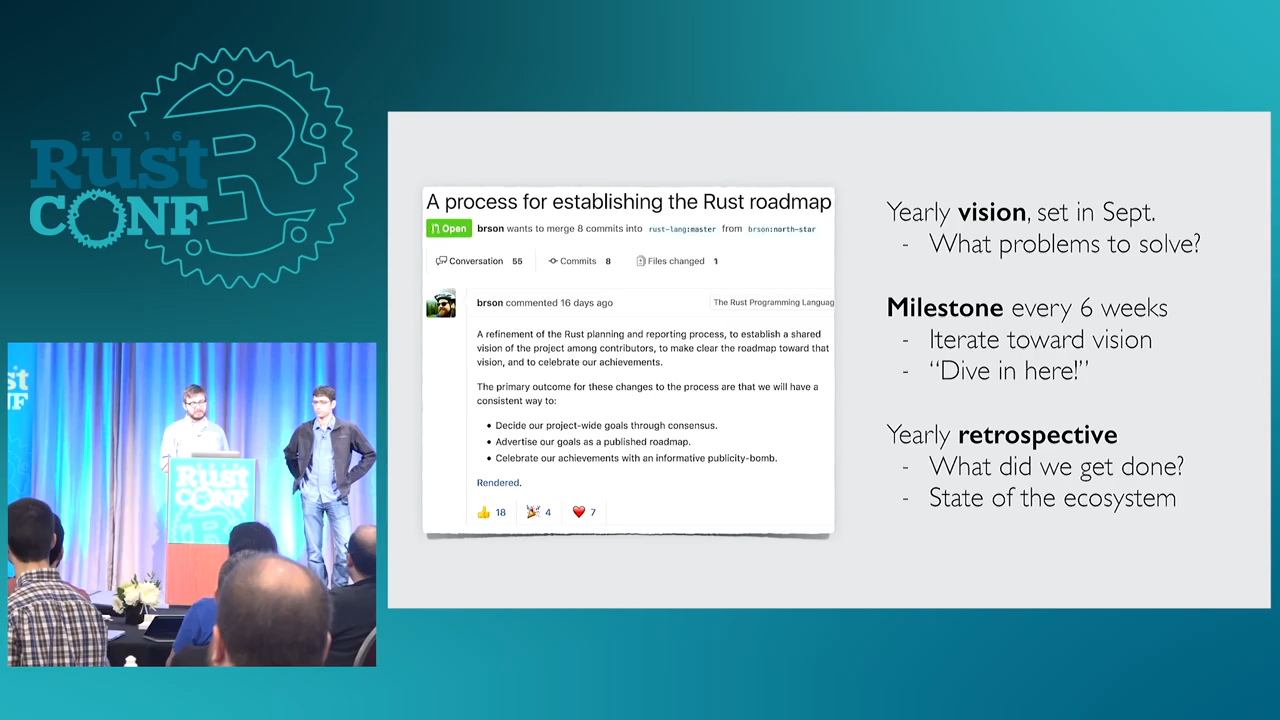 2016
Rust
CONF
A process for establishing the Rust roadmap
Open brson wants to merge 8 commits into rust-lang:master from brson:north-star
Conversation 55 Commits 8 Files changed 1
brson commented 16 days ago The Rust Programming Languag
A refinement of the Rust planning and reporting process, to establish a shared
vision of the project among contributors, to make clear the roadmap toward that
vision, and to celebrate our achievements.
The primary outcome for these changes to the process are that we will have a
consistent way to:
• Decide our project-wide goals through consensus.
• Advertise our goals as a published roadmap.
• Celebrate our achievements with an informative publicity-bomb.
Rendered.
👍 18 🎉 4 ❤️ 7
Yearly vision, set in Sept.
- What problems to solve?
Milestone every 6 weeks
- Iterate toward vision
- “Dive in here!”
Yearly retrospective
- What did we get done?
- State of the ecosystem
Rust
CONF